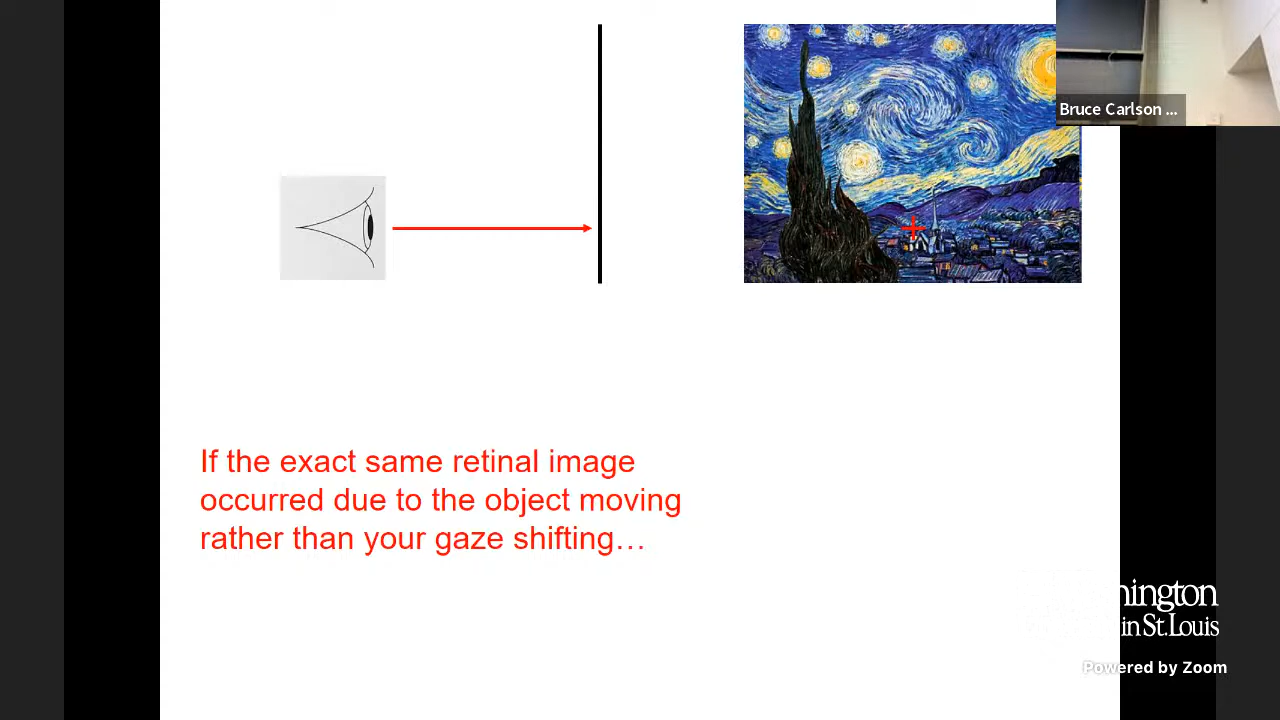 Bruce Carlson ...
If the exact same retinal image
occurred due to the object moving
rather than your gaze shifting…
in St.Louis
Powered by Zoom